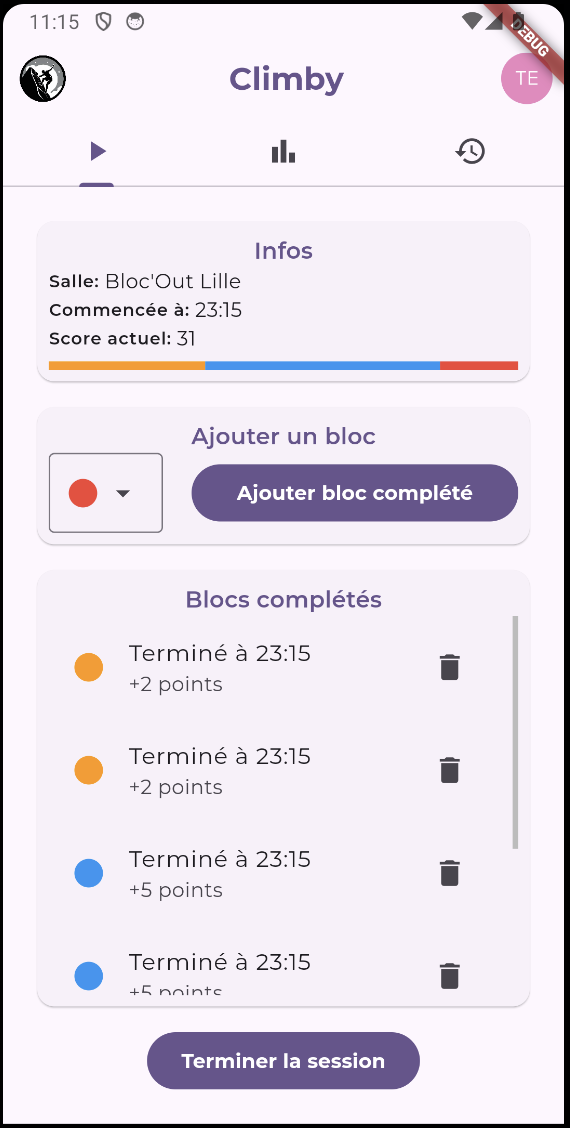 11:15
DEBUG
Climby
TE
Infos
Salle: Bloc'Out Lille
Commencée à: 23:15
Score actuel: 31
Ajouter un bloc
Ajouter bloc complété
Blocs complétés
Terminé à 23:15
+2 points
Terminé à 23:15
+2 points
Terminé à 23:15
+5 points
Terminé à 23:15
+5 points
Terminer la session